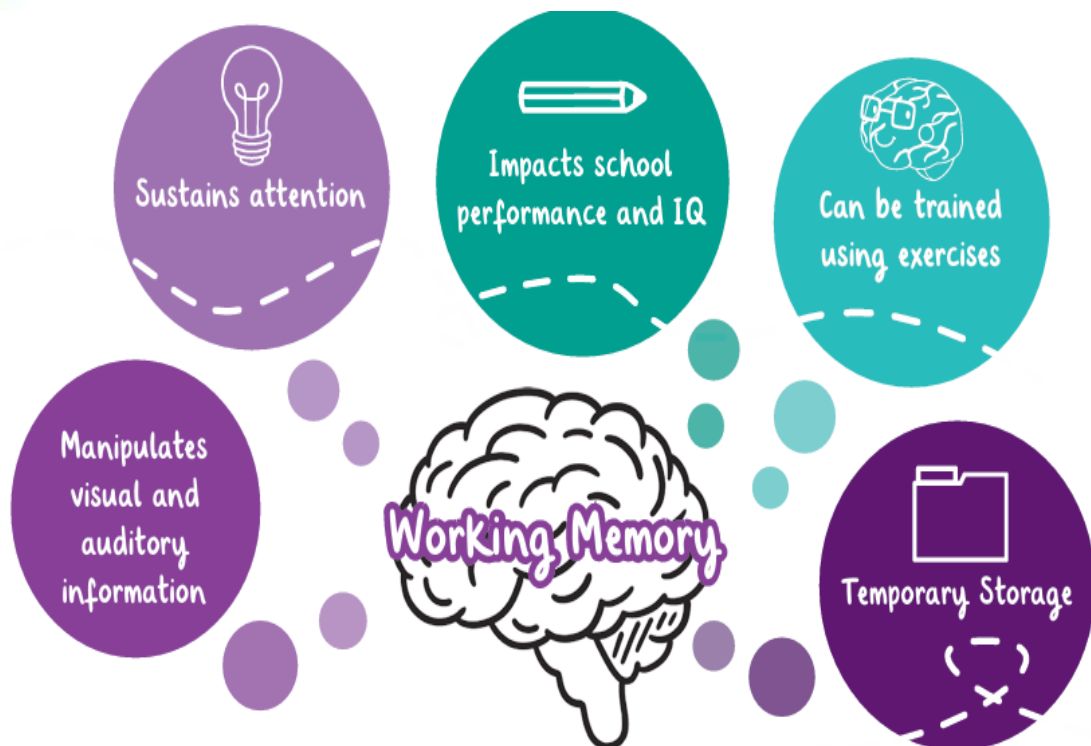 Sustains attention
Impacts school
performance and IQ
Can be trained
using exercises
Manipulates
visual and
auditory
information
Working Memory
Temporary Storage